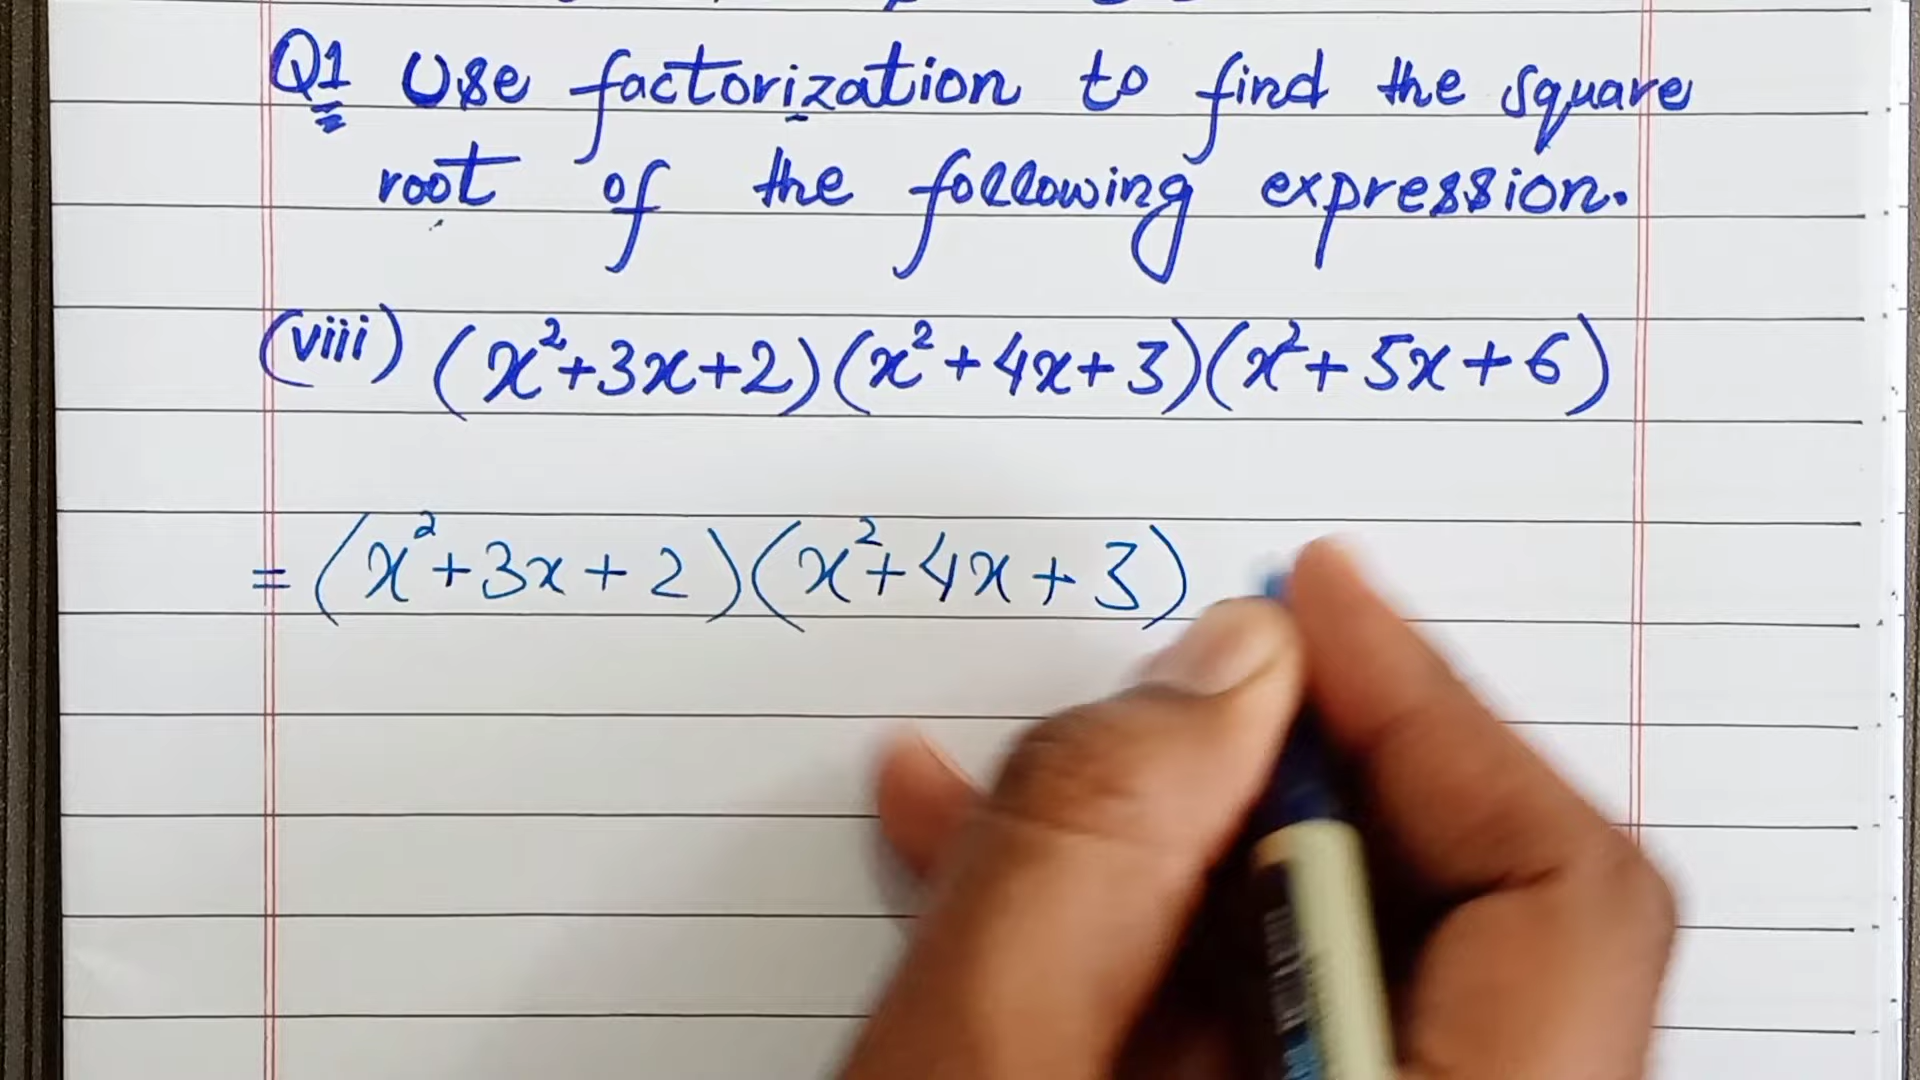 Q1 Use factorization to find the square
root of the following expression.
(viii) (x²+3x+2)(x²+4x+3)(x²+5x+6)
= (x²+3x+2)(x²+4x+3)